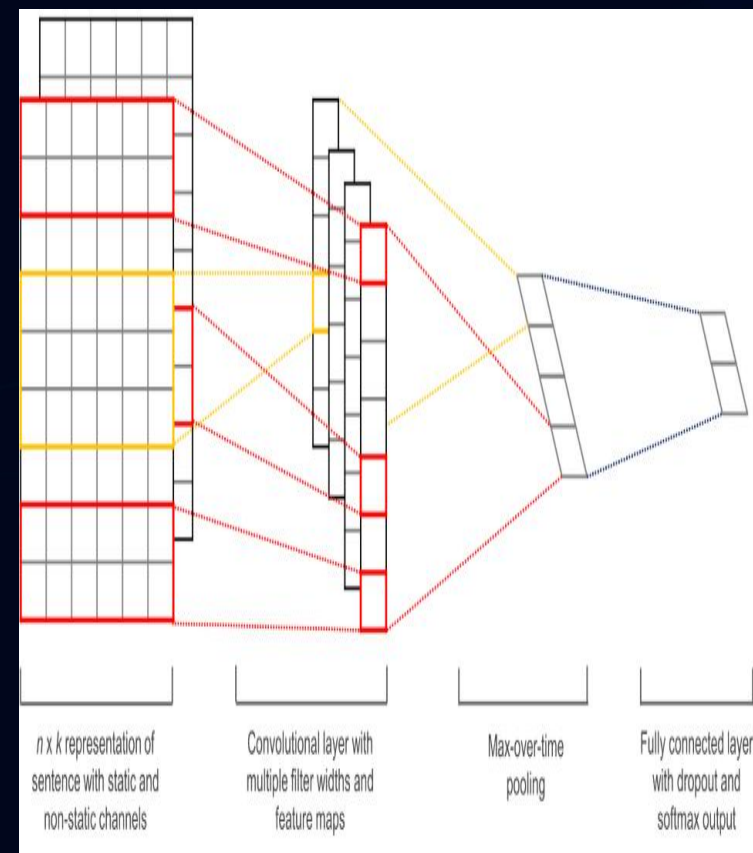 n x k representation of
sentence with static and
non-static channels
Convolutional layer with
multiple filter widths and
feature maps
Max-over-time
pooling
Fully connected layer
with dropout and
softmax output